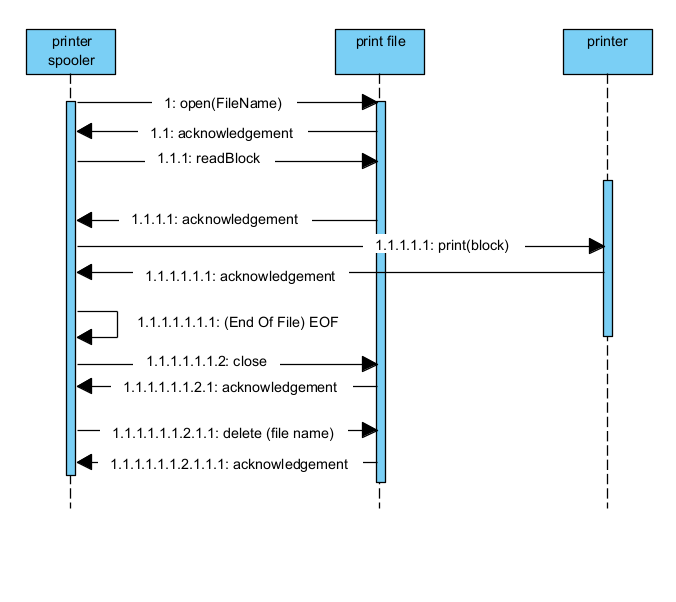 printer
spooler
print file
printer
1: open(FileName)
1.1: acknowledgement
1.1.1: readBlock
1.1.1.1: acknowledgement
1.1.1.1.1: print(block)
1.1.1.1.1.1: acknowledgement
1.1.1.1.1.1.1: (End Of File) EOF
1.1.1.1.1.1.2: close
1.1.1.1.1.1.2.1: acknowledgement
1.1.1.1.1.1.2.1.1: delete (file name)
1.1.1.1.1.1.2.1.1.1: acknowledgement